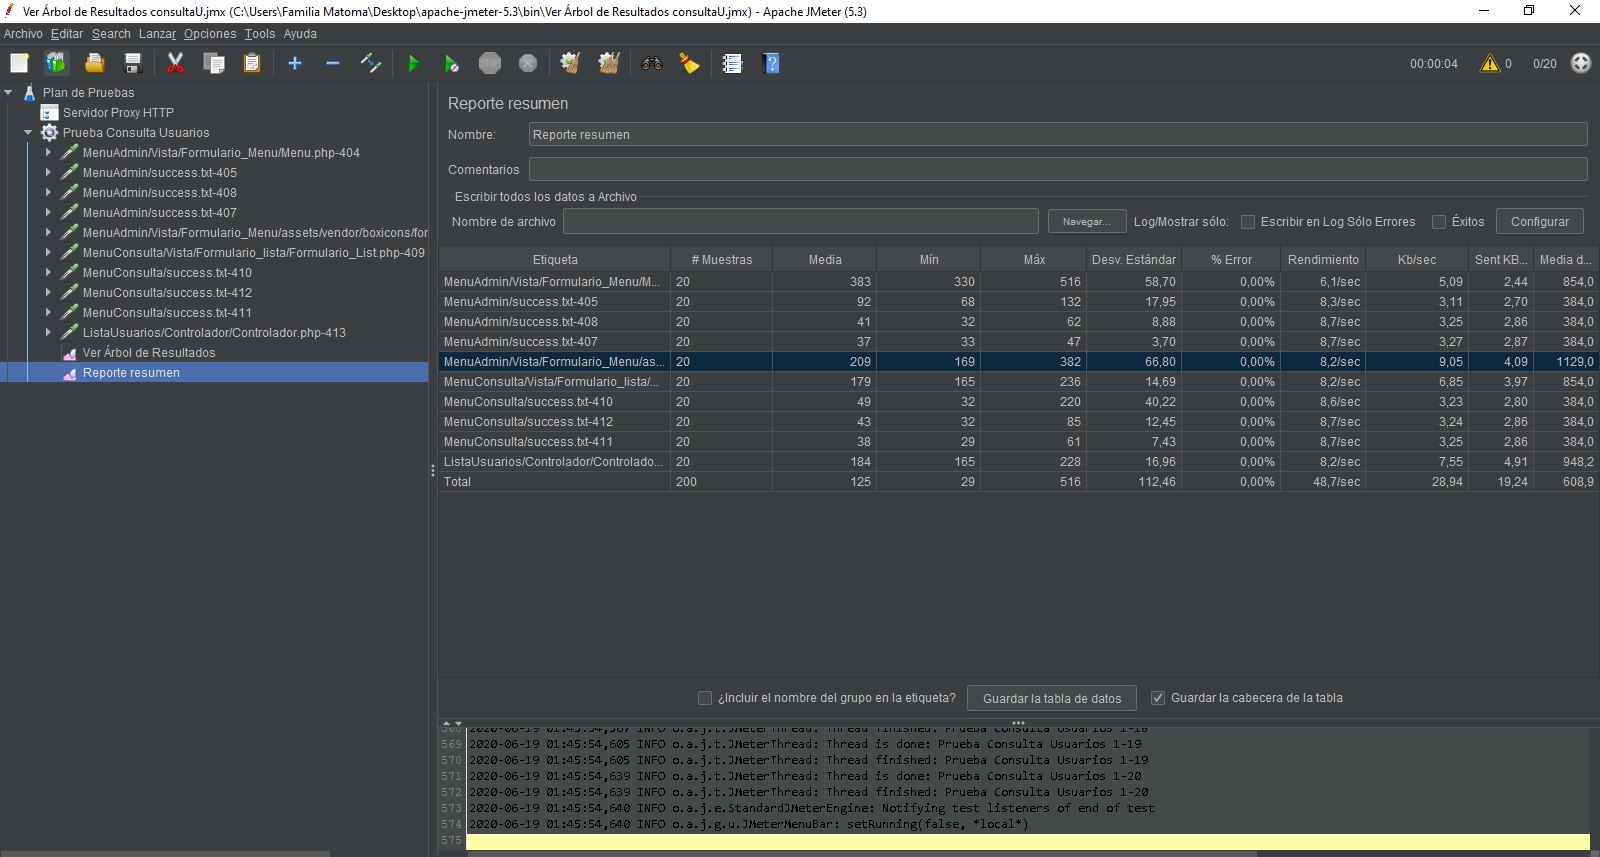 Ver Árbol de Resultados consultaU.jmx (C:\Users\Familia Matoma\Desktop\apache-jmeter-5.3\bin\Ver Árbol de Resultados consultaU.jmx) - Apache JMeter (5.3)
Archivo Editar Search Lanzar Opciones Tools Ayuda
STOP 00:00:04 0 0/20
Plan de Pruebas
Servidor Proxy HTTP
Prueba Consulta Usuarios
MenuAdmin/Vista/Formulario_Menu/Menu.php-404
MenuAdmin/success.txt-405
MenuAdmin/success.txt-408
MenuAdmin/success.txt-407
MenuAdmin/Vista/Formulario_Menu/assets/vendor/boxicons/for
MenuConsulta/Vista/Formulario_lista/Formulario_List.php-409
MenuConsulta/success.txt-410
MenuConsulta/success.txt-412
MenuConsulta/success.txt-411
ListaUsuarios/Controlador/Controlador.php-413
Ver Árbol de Resultados
Reporte resumen
Reporte resumen
Nombre: Reporte resumen
Comentarios
Escribir todos los datos a Archivo
Nombre de archivo Navegar... Log/Mostrar sólo: Escribir en Log Sólo Errores Éxitos Configurar
Etiqueta # Muestras Media Mín Máx Desv. Estándar % Error Rendimiento Kb/sec Sent KB... Media d...
MenuAdmin/Vista/Formulario_Menu/M... 20 383 330 516 58,70 0,00% 6,1/sec 5,09 2,44 854,0
MenuAdmin/success.txt-405 20 92 68 132 17,95 0,00% 8,3/sec 3,11 2,70 384,0
MenuAdmin/success.txt-408 20 41 32 62 8,88 0,00% 8,7/sec 3,25 2,86 384,0
MenuAdmin/success.txt-407 20 37 33 47 3,70 0,00% 8,7/sec 3,27 2,87 384,0
MenuAdmin/Vista/Formulario_Menu/as... 20 209 169 382 66,80 0,00% 8,2/sec 9,05 4,09 1129,0
MenuConsulta/Vista/Formulario_lista/... 20 179 165 236 14,69 0,00% 8,2/sec 6,85 3,97 854,0
MenuConsulta/success.txt-410 20 49 32 220 40,22 0,00% 8,6/sec 3,23 2,80 384,0
MenuConsulta/success.txt-412 20 43 32 85 12,45 0,00% 8,7/sec 3,24 2,86 384,0
MenuConsulta/success.txt-411 20 38 29 61 7,43 0,00% 8,7/sec 3,25 2,86 384,0
ListaUsuarios/Controlador/Controlado... 20 184 165 228 16,96 0,00% 8,2/sec 7,55 4,91 948,2
Total 200 125 29 516 112,46 0,00% 48,7/sec 28,94 19,24 608,9
¿Incluir el nombre del grupo en la etiqueta? Guardar la tabla de datos Guardar la cabecera de la tabla
568 2020-06-19 01:45:54,567 INFO o.a.j.t.JMeterThread: Thread finished: Prueba Consulta Usuarios 1-18
569 2020-06-19 01:45:54,605 INFO o.a.j.t.JMeterThread: Thread is done: Prueba Consulta Usuarios 1-19
570 2020-06-19 01:45:54,605 INFO o.a.j.t.JMeterThread: Thread finished: Prueba Consulta Usuarios 1-19
571 2020-06-19 01:45:54,639 INFO o.a.j.t.JMeterThread: Thread is done: Prueba Consulta Usuarios 1-20
572 2020-06-19 01:45:54,639 INFO o.a.j.t.JMeterThread: Thread finished: Prueba Consulta Usuarios 1-20
573 2020-06-19 01:45:54,640 INFO o.a.j.e.StandardJMeterEngine: Notifying test listeners of end of test
574 2020-06-19 01:45:54,640 INFO o.a.j.g.u.JMeterMenuBar: setRunning(false, *local*)
575